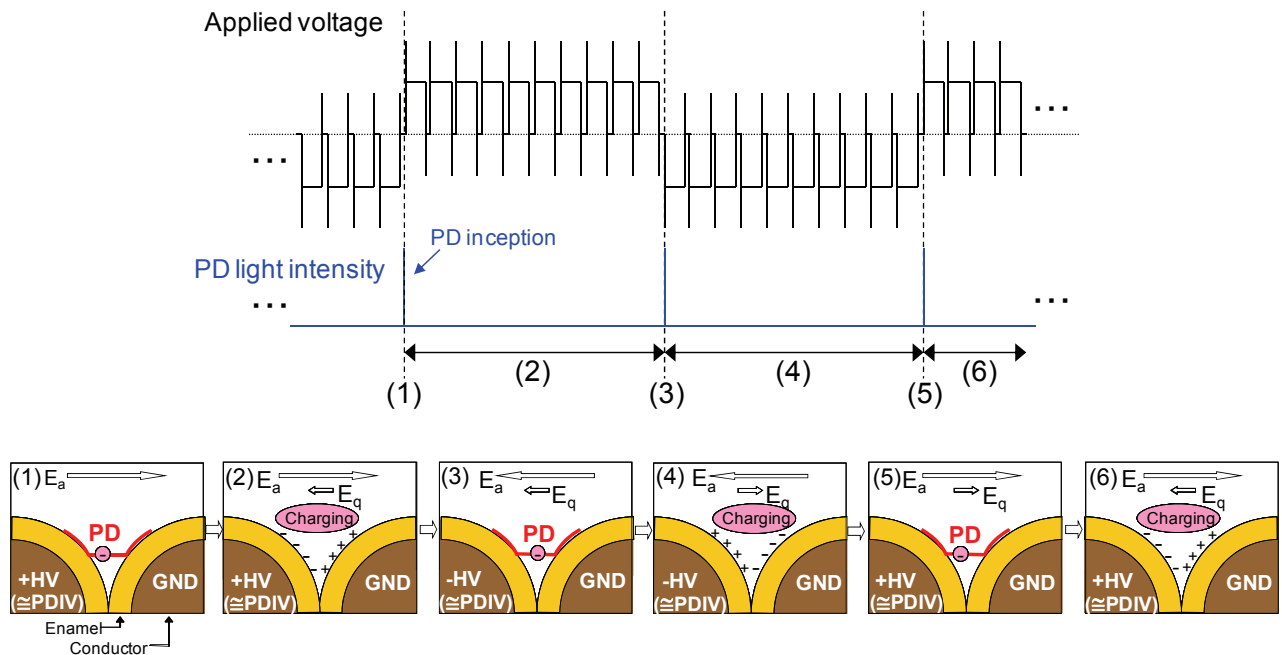 Applied voltage
...
...
PD inception
PD light intensity
...
...
(2)
(4)
(6)
(1)
(3)
(5)
(1) Ea
PD
-
+HV
(≅PDIV)
GND
Enamel
Conductor
(2) Ea
Eq
Charging
- - - -
+ + + +
+HV
(≅PDIV)
GND
(3) Ea
Eq
PD
-
-HV
(≅PDIV)
GND
(4) Ea
Eq
Charging
+ + + +
- - - -
-HV
(≅PDIV)
GND
(5) Ea
Eq
PD
-
+HV
(≅PDIV)
GND
(6) Ea
Eq
Charging
- - - -
+ + + +
+HV
(≅PDIV)
GND